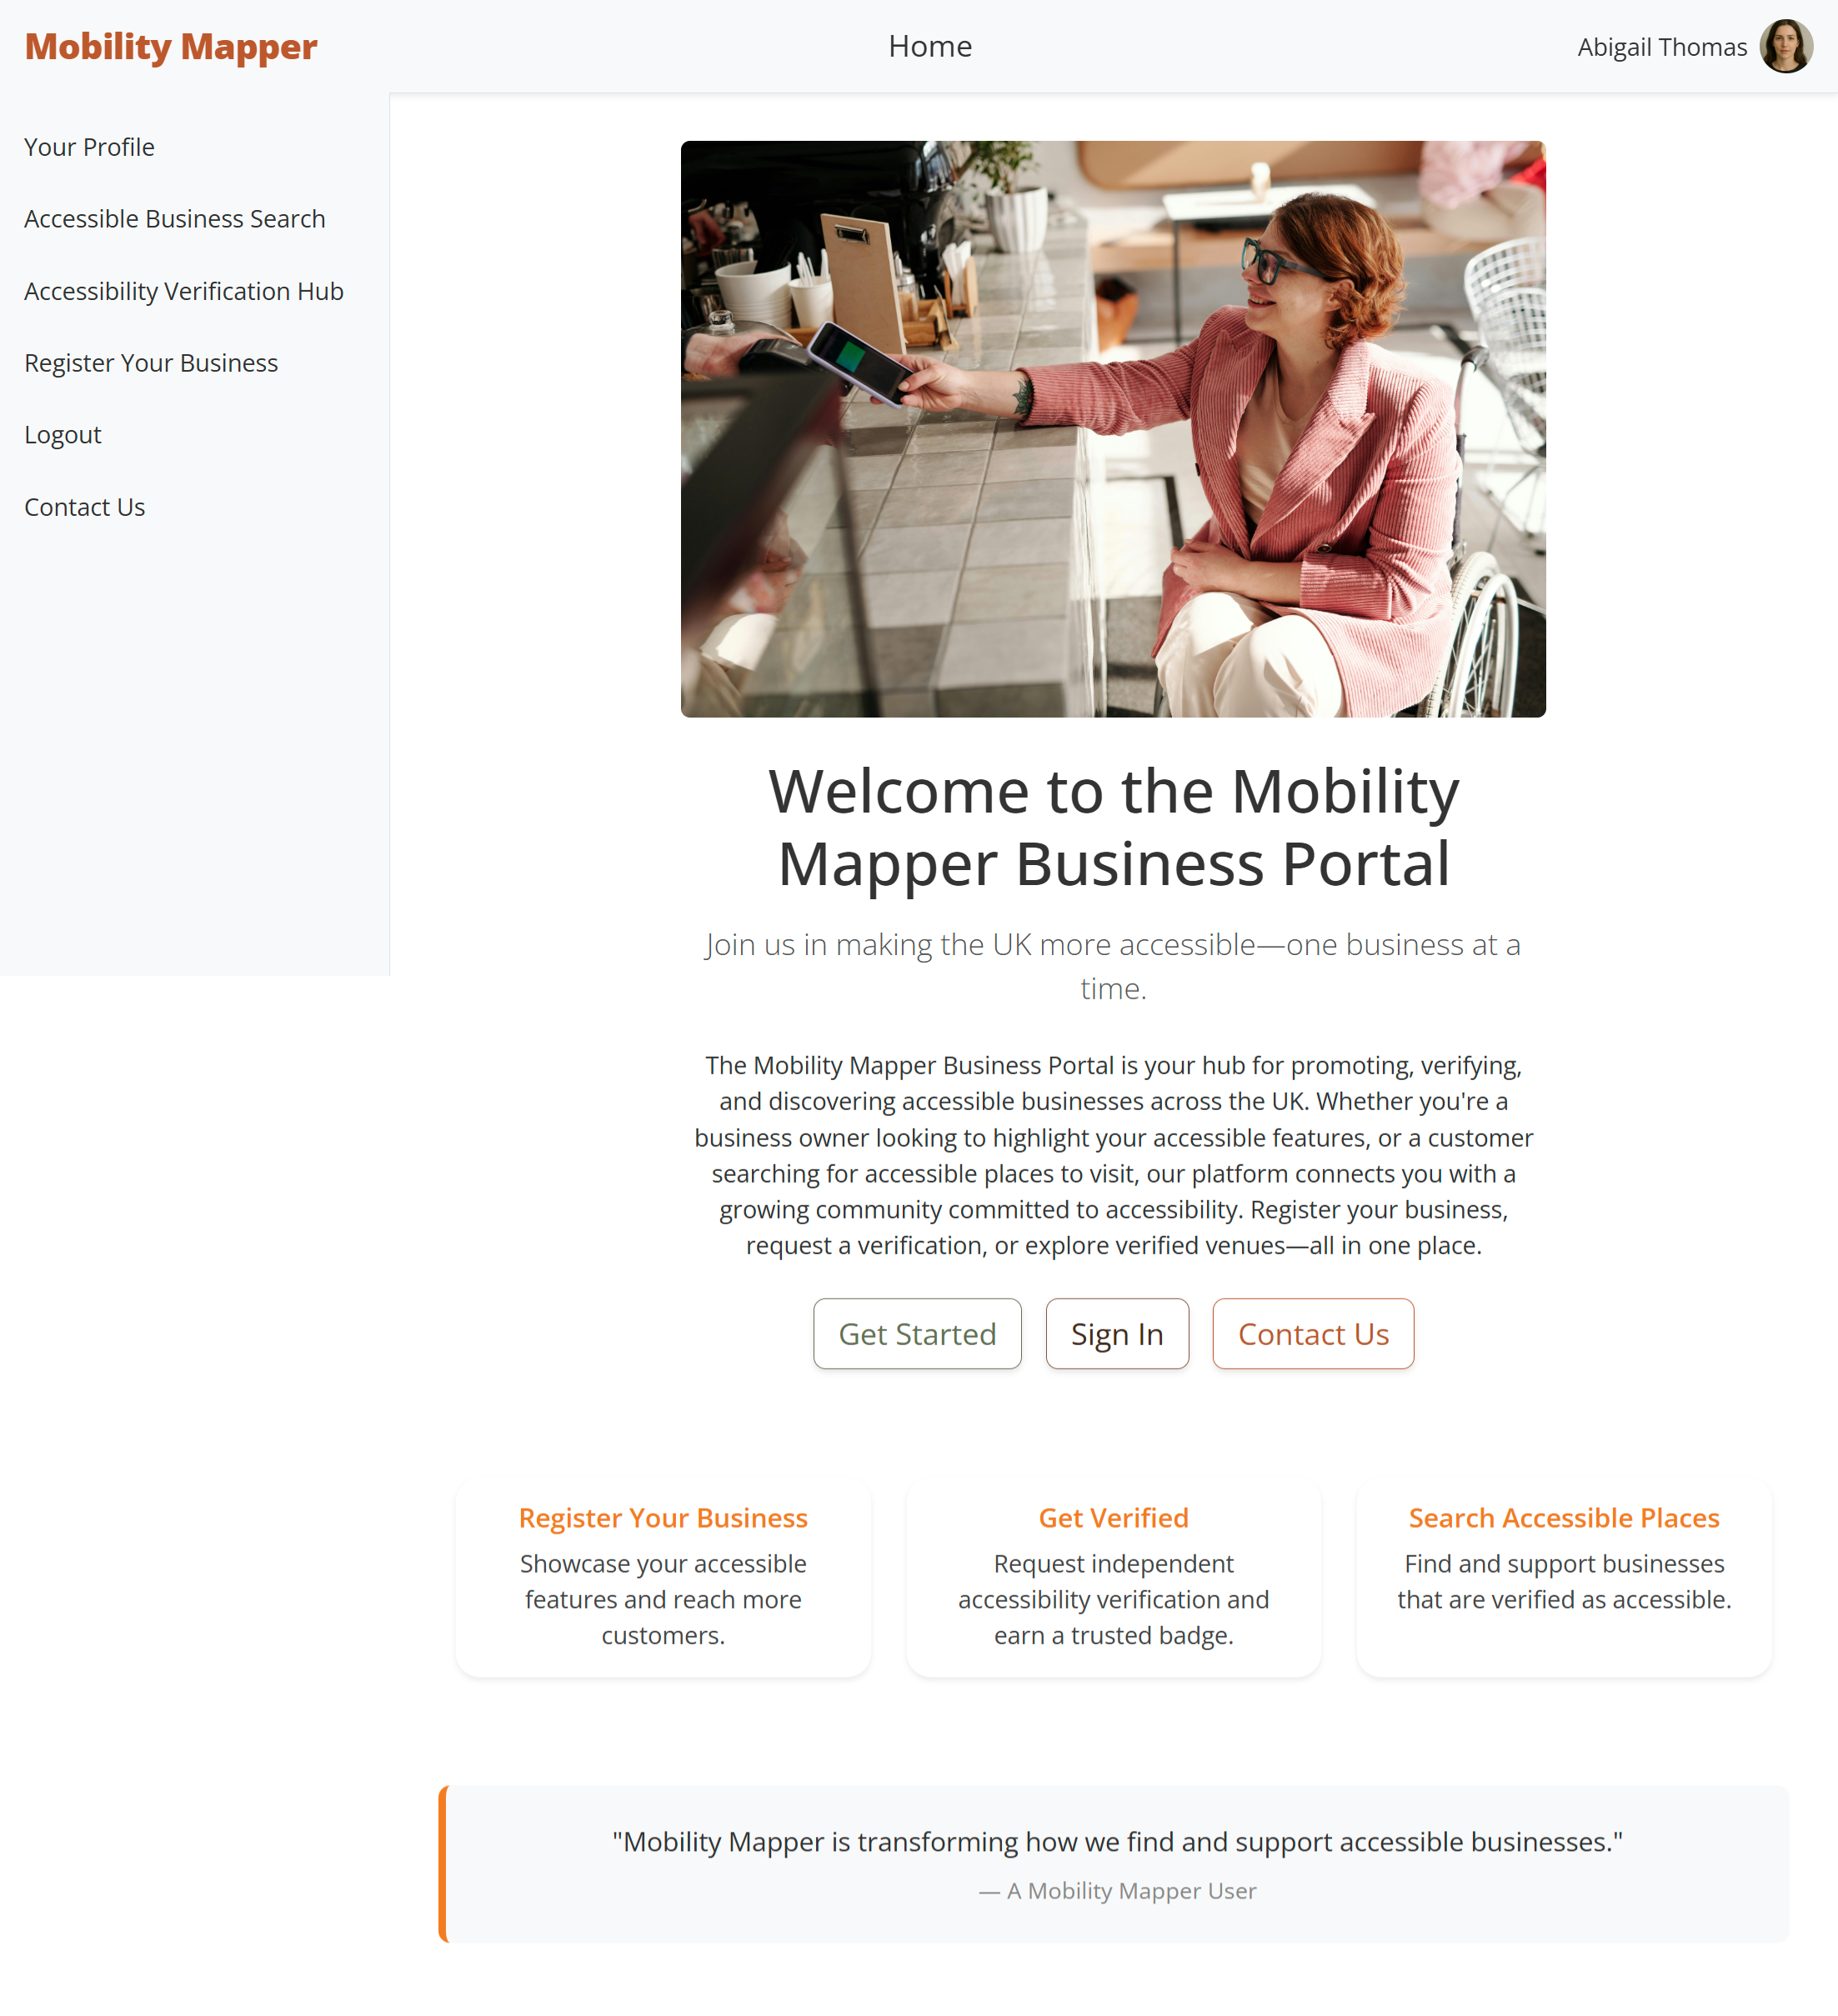 Mobility Mapper
Home
Abigail Thomas
Your Profile
Accessible Business Search
Accessibility Verification Hub
Register Your Business
Logout
Contact Us
Welcome to the Mobility
Mapper Business Portal
Join us in making the UK more accessible—one business at a
time.
The Mobility Mapper Business Portal is your hub for promoting, verifying,
and discovering accessible businesses across the UK. Whether you're a
business owner looking to highlight your accessible features, or a customer
searching for accessible places to visit, our platform connects you with a
growing community committed to accessibility. Register your business,
request a verification, or explore verified venues—all in one place.
Get Started
Sign In
Contact Us
Register Your Business
Showcase your accessible
features and reach more
customers.
Get Verified
Request independent
accessibility verification and
earn a trusted badge.
Search Accessible Places
Find and support businesses
that are verified as accessible.
"Mobility Mapper is transforming how we find and support accessible businesses."
— A Mobility Mapper User